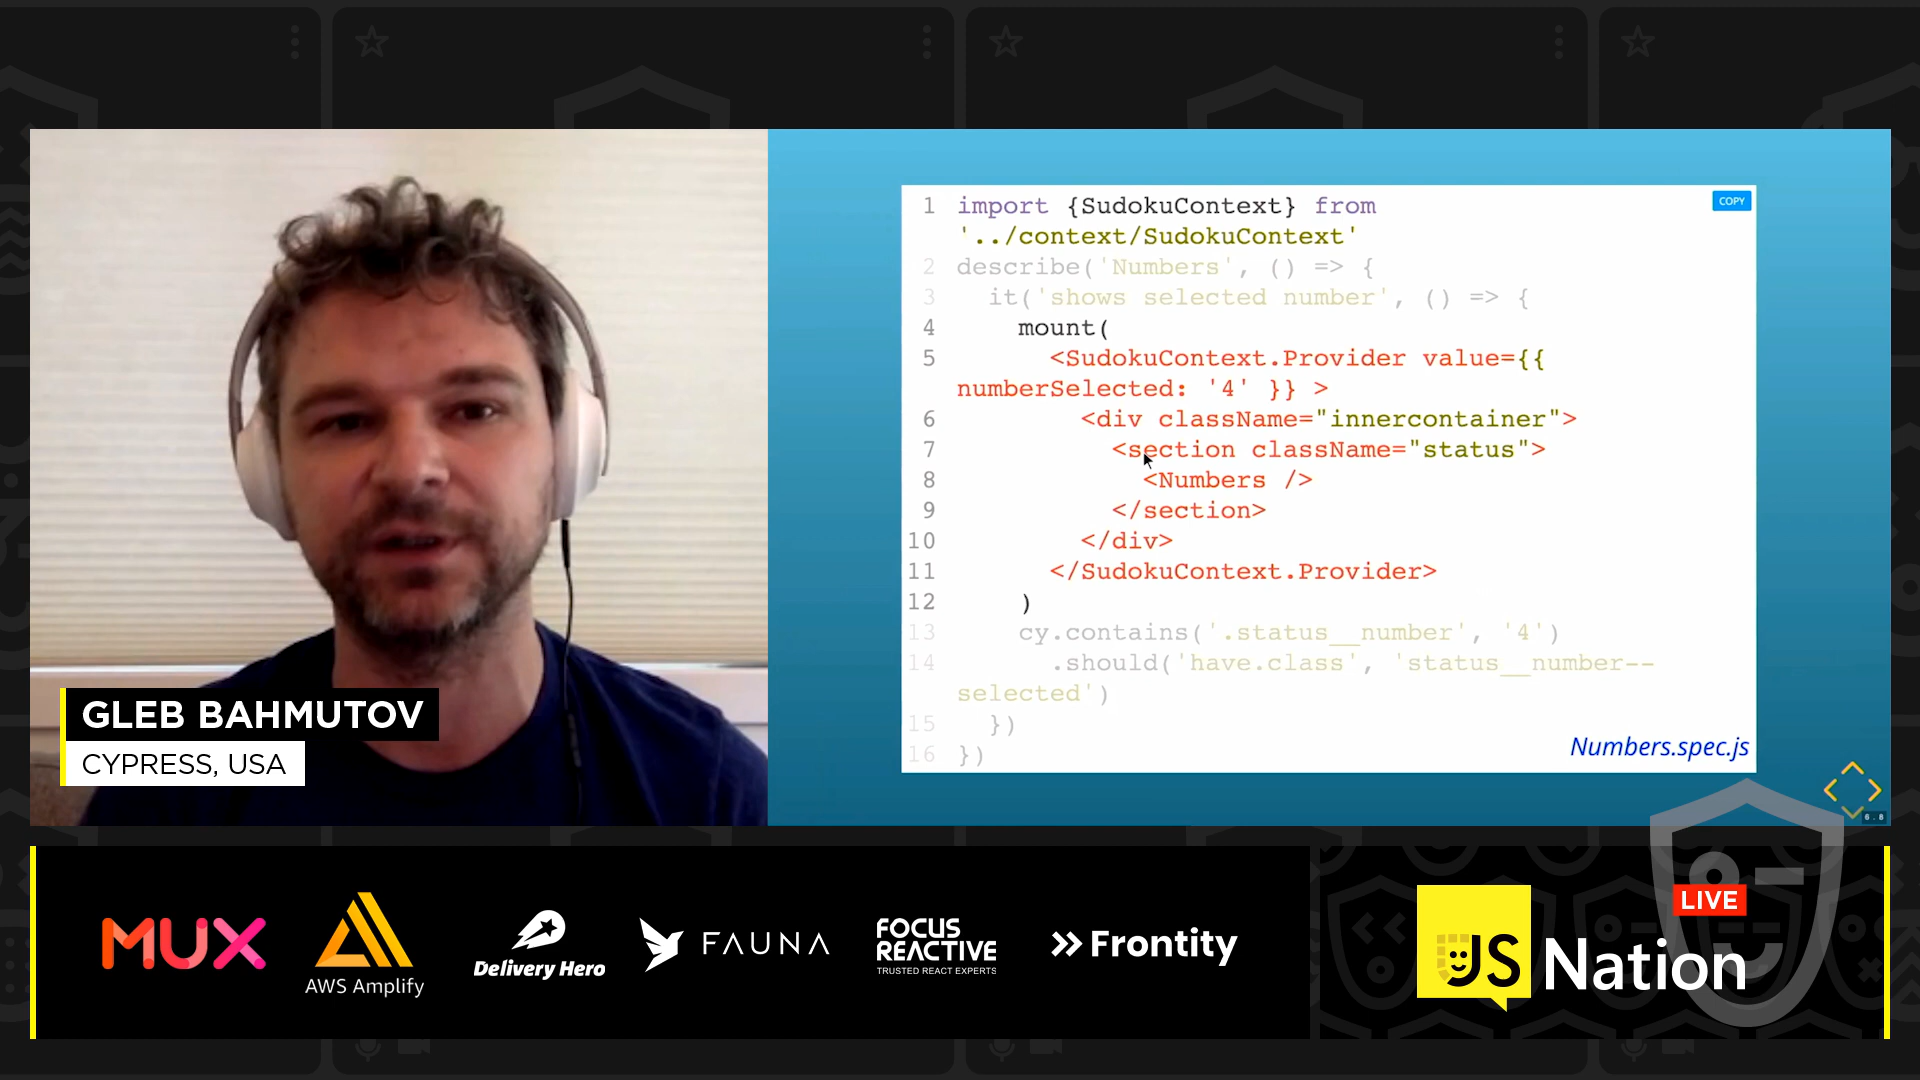 COPY
1 import {SudokuContext} from
'../context/SudokuContext'
2 describe('Numbers', () => {
3 it('shows selected number', () => {
4 mount(
5 <SudokuContext.Provider value={{
numberSelected: '4' }} >
6 <div className="innercontainer">
7 <section className="status">
8 <Numbers />
9 </section>
10 </div>
11 </SudokuContext.Provider>
12 )
13 cy.contains('.status__number', '4')
14 .should('have.class', 'status__number--
selected')
15 })
16 })
Numbers.spec.js
6.8
GLEB BAHMUTOV
CYPRESS, USA
MUX
AWS Amplify
Delivery Hero
FAUNA
FOCUS
REACTIVE
TRUSTED REACT EXPERTS
Frontity
LIVE
JS Nation